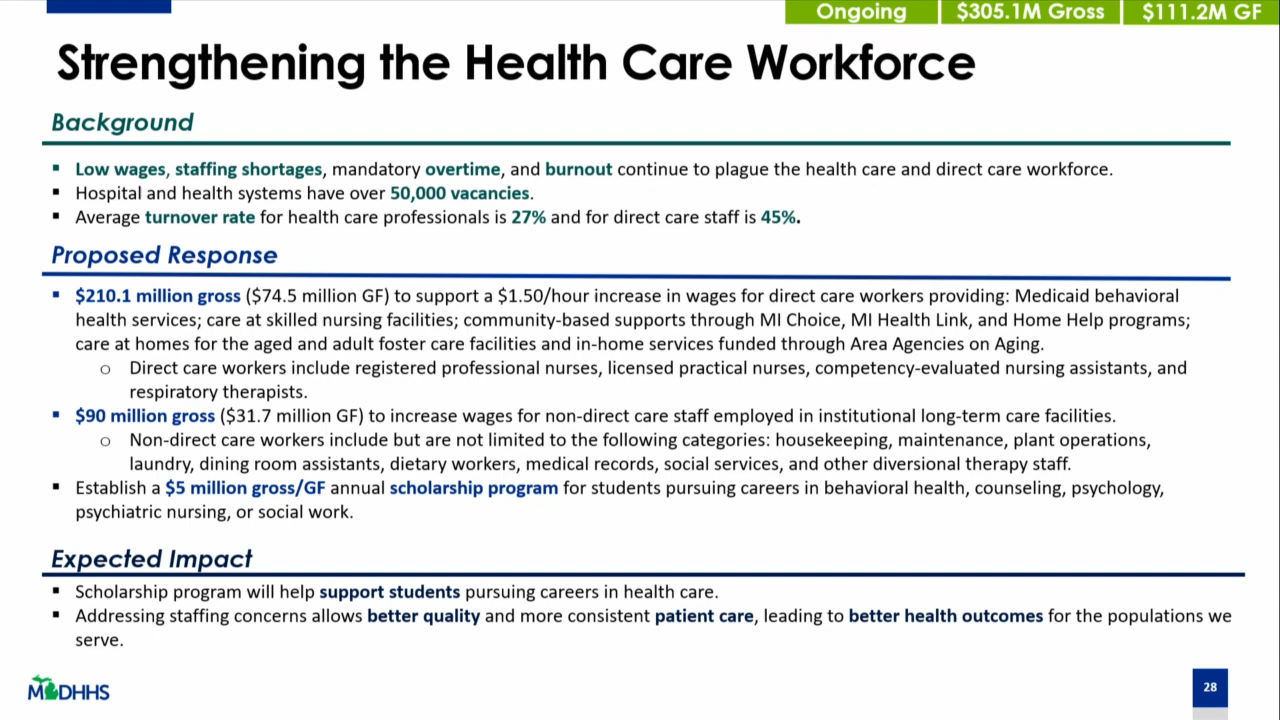 Ongoing $305.1M Gross $111.2M GF
Strengthening the Health Care Workforce
Background
▪ Low wages, staffing shortages, mandatory overtime, and burnout continue to plague the health care and direct care workforce.
▪ Hospital and health systems have over 50,000 vacancies.
▪ Average turnover rate for health care professionals is 27% and for direct care staff is 45%.
Proposed Response
▪ $210.1 million gross ($74.5 million GF) to support a $1.50/hour increase in wages for direct care workers providing: Medicaid behavioral
health services; care at skilled nursing facilities; community-based supports through MI Choice, MI Health Link, and Home Help programs;
care at homes for the aged and adult foster care facilities and in-home services funded through Area Agencies on Aging.
o Direct care workers include registered professional nurses, licensed practical nurses, competency-evaluated nursing assistants, and
respiratory therapists.
▪ $90 million gross ($31.7 million GF) to increase wages for non-direct care staff employed in institutional long-term care facilities.
o Non-direct care workers include but are not limited to the following categories: housekeeping, maintenance, plant operations,
laundry, dining room assistants, dietary workers, medical records, social services, and other diversional therapy staff.
▪ Establish a $5 million gross/GF annual scholarship program for students pursuing careers in behavioral health, counseling, psychology,
psychiatric nursing, or social work.
Expected Impact
▪ Scholarship program will help support students pursuing careers in health care.
▪ Addressing staffing concerns allows better quality and more consistent patient care, leading to better health outcomes for the populations we
serve.
MDHHS
28